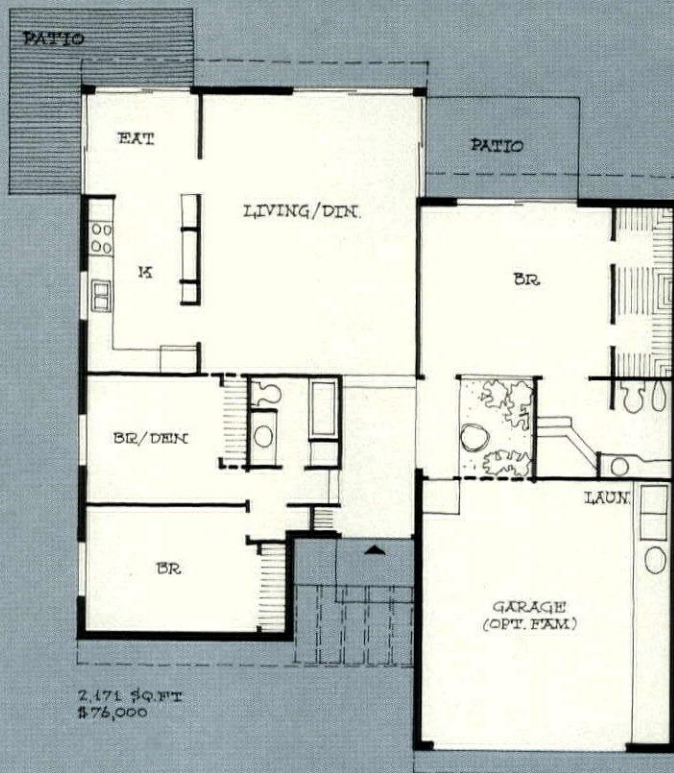 PATIO
EAT
PATIO
LIVING/DIN.
K
BR
BR/DEN
LAUN.
BR
GARAGE
(OPT. FAM)
2,171 SQ.FT
$76,000